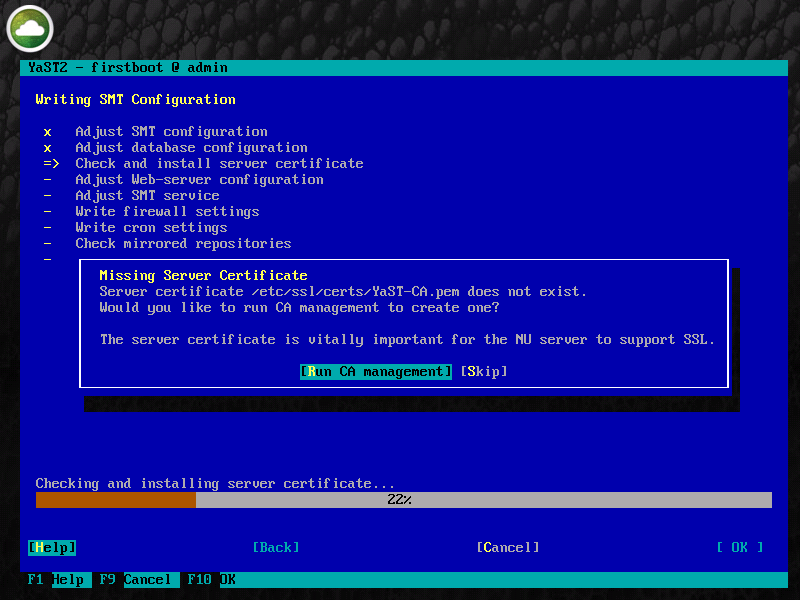 YaST2 - firstboot @ admin
Writing SMT Configuration
x Adjust SMT configuration
x Adjust database configuration
=> Check and install server certificate
- Adjust Web-server configuration
- Adjust SMT service
- Write firewall settings
- Write cron settings
- Check mirrored repositories
-
Missing Server Certificate
Server certificate /etc/ssl/certs/YaST-CA.pem does not exist.
Would you like to run CA management to create one?
The server certificate is vitally important for the NU server to support SSL.
[Run CA management] [Skip]
Checking and installing server certificate...
22%
[Help] [Back] [Cancel] [ OK ]
F1 Help F9 Cancel F10 OK